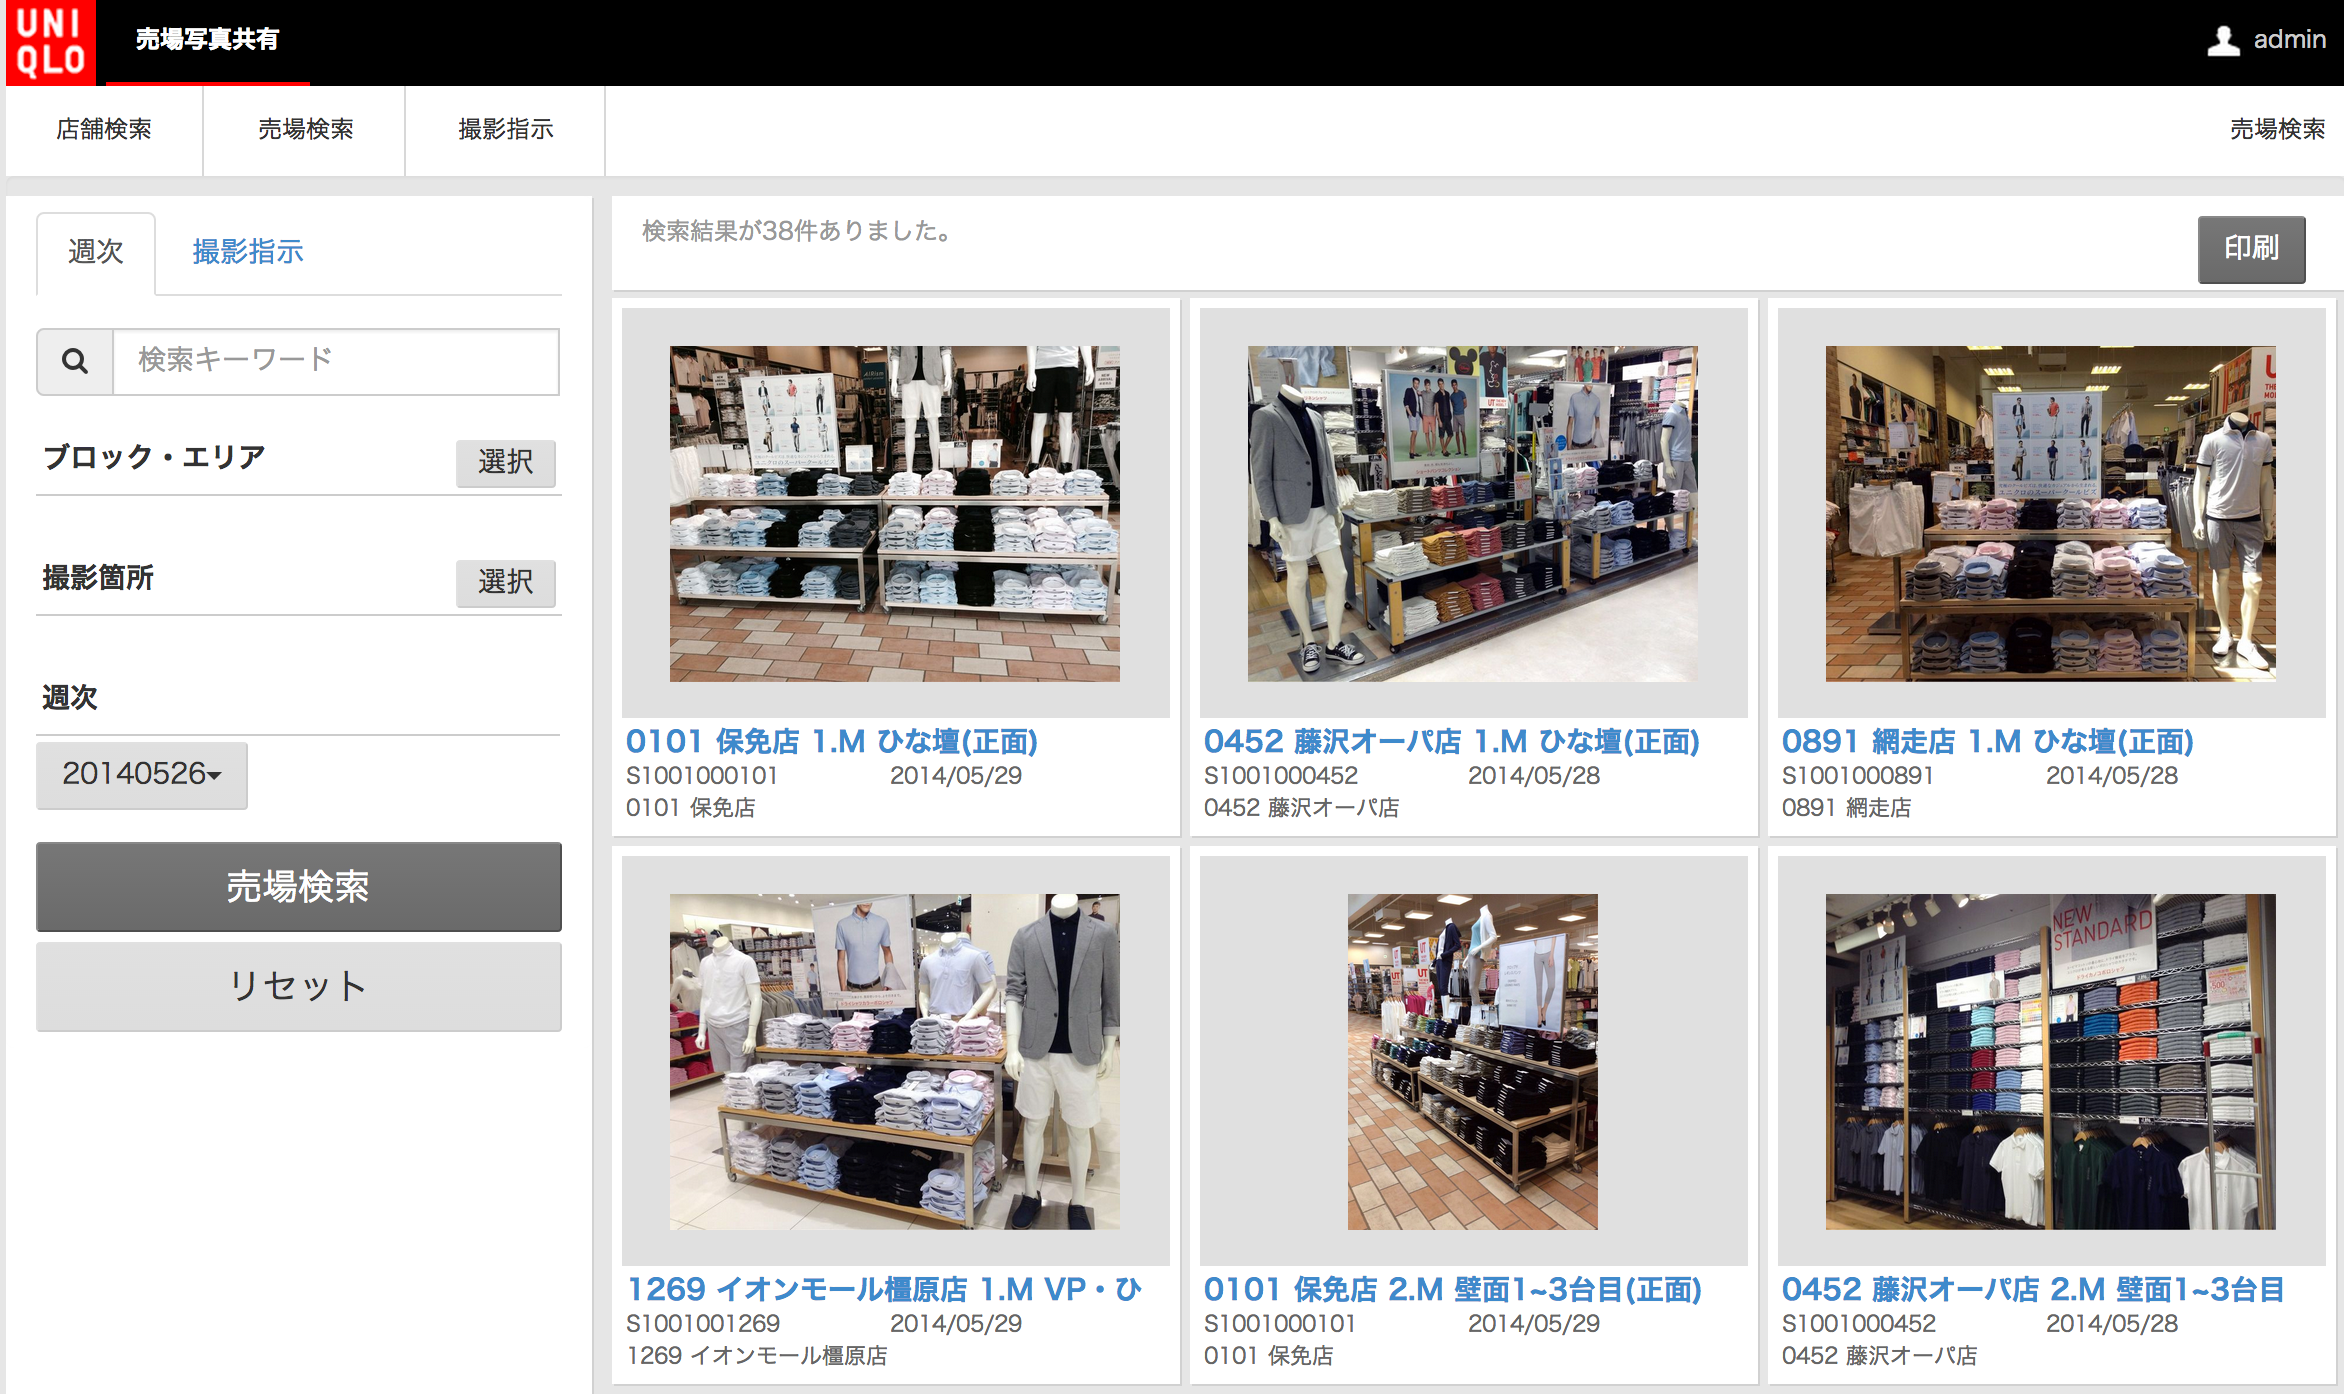 UNI
QLO
売場写真共有
admin
店舗検索
売場検索
撮影指示
売場検索
週次
撮影指示
検索キーワード
ブロック・エリア
選択
撮影箇所
選択
週次
20140526
売場検索
リセット
検索結果が38件ありました。
印刷
0101 保免店 1.M ひな壇(正面)
S1001000101 2014/05/29
0101 保免店
0452 藤沢オーパ店 1.M ひな壇(正面)
S1001000452 2014/05/28
0452 藤沢オーパ店
0891 網走店 1.M ひな壇(正面)
S1001000891 2014/05/28
0891 網走店
NEW
STANDARD
1269 イオンモール橿原店 1.M VP・ひ
S1001001269 2014/05/29
1269 イオンモール橿原店
0101 保免店 2.M 壁面1~3台目(正面)
S1001000101 2014/05/29
0101 保免店
0452 藤沢オーパ店 2.M 壁面1~3台目
S1001000452 2014/05/28
0452 藤沢オーパ店